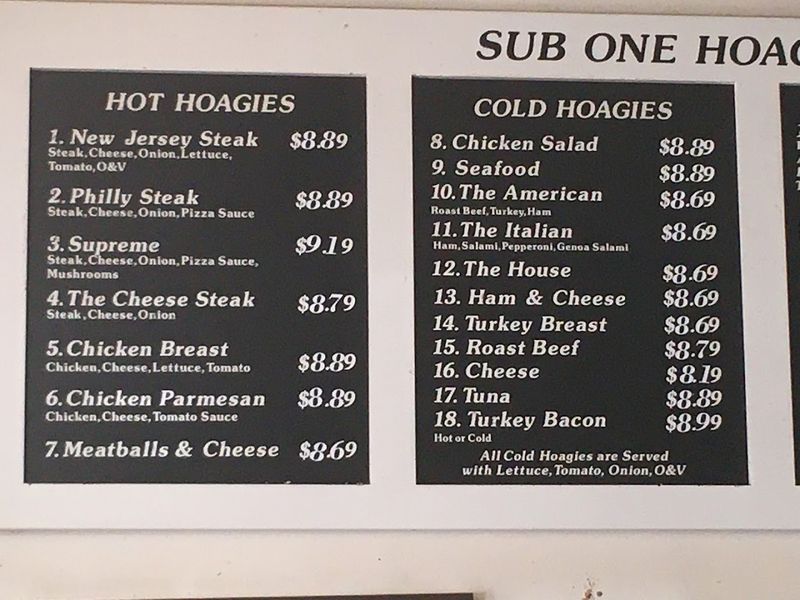 SUB ONE
HOT HOAGIES
1. New Jersey Steak $8.89
Steak, Cheese, Onion, Lettuce,
Tomato, O&V
2. Philly Steak $8.89
Steak, Cheese, Onion, Pizza Sauce
3. Supreme $9.19
Steak, Cheese, Onion, Pizza Sauce,
Mushrooms
4. The Cheese Steak $8.79
Steak, Cheese, Onion
5. Chicken Breast $8.89
Chicken, Cheese, Lettuce, Tomato
6. Chicken Parmesan $8.89
Chicken, Cheese, Tomato Sauce
7. Meatballs & Cheese $8.69
COLD HOAGIES
8. Chicken Salad $8.89
9. Seafood $8.89
10. The American $8.69
Roast Beef, Turkey, Ham
11. The Italian $8.69
Ham, Salami, Pepperoni, Genoa Salami
12. The House $8.69
13. Ham & Cheese $8.69
14. Turkey Breast $8.69
15. Roast Beef $8.79
16. Cheese $8.19
17. Tuna $8.89
18. Turkey Bacon $8.99
Hot or Cold
All Cold Hoagies are Served
with Lettuce, Tomato, Onion, O&V